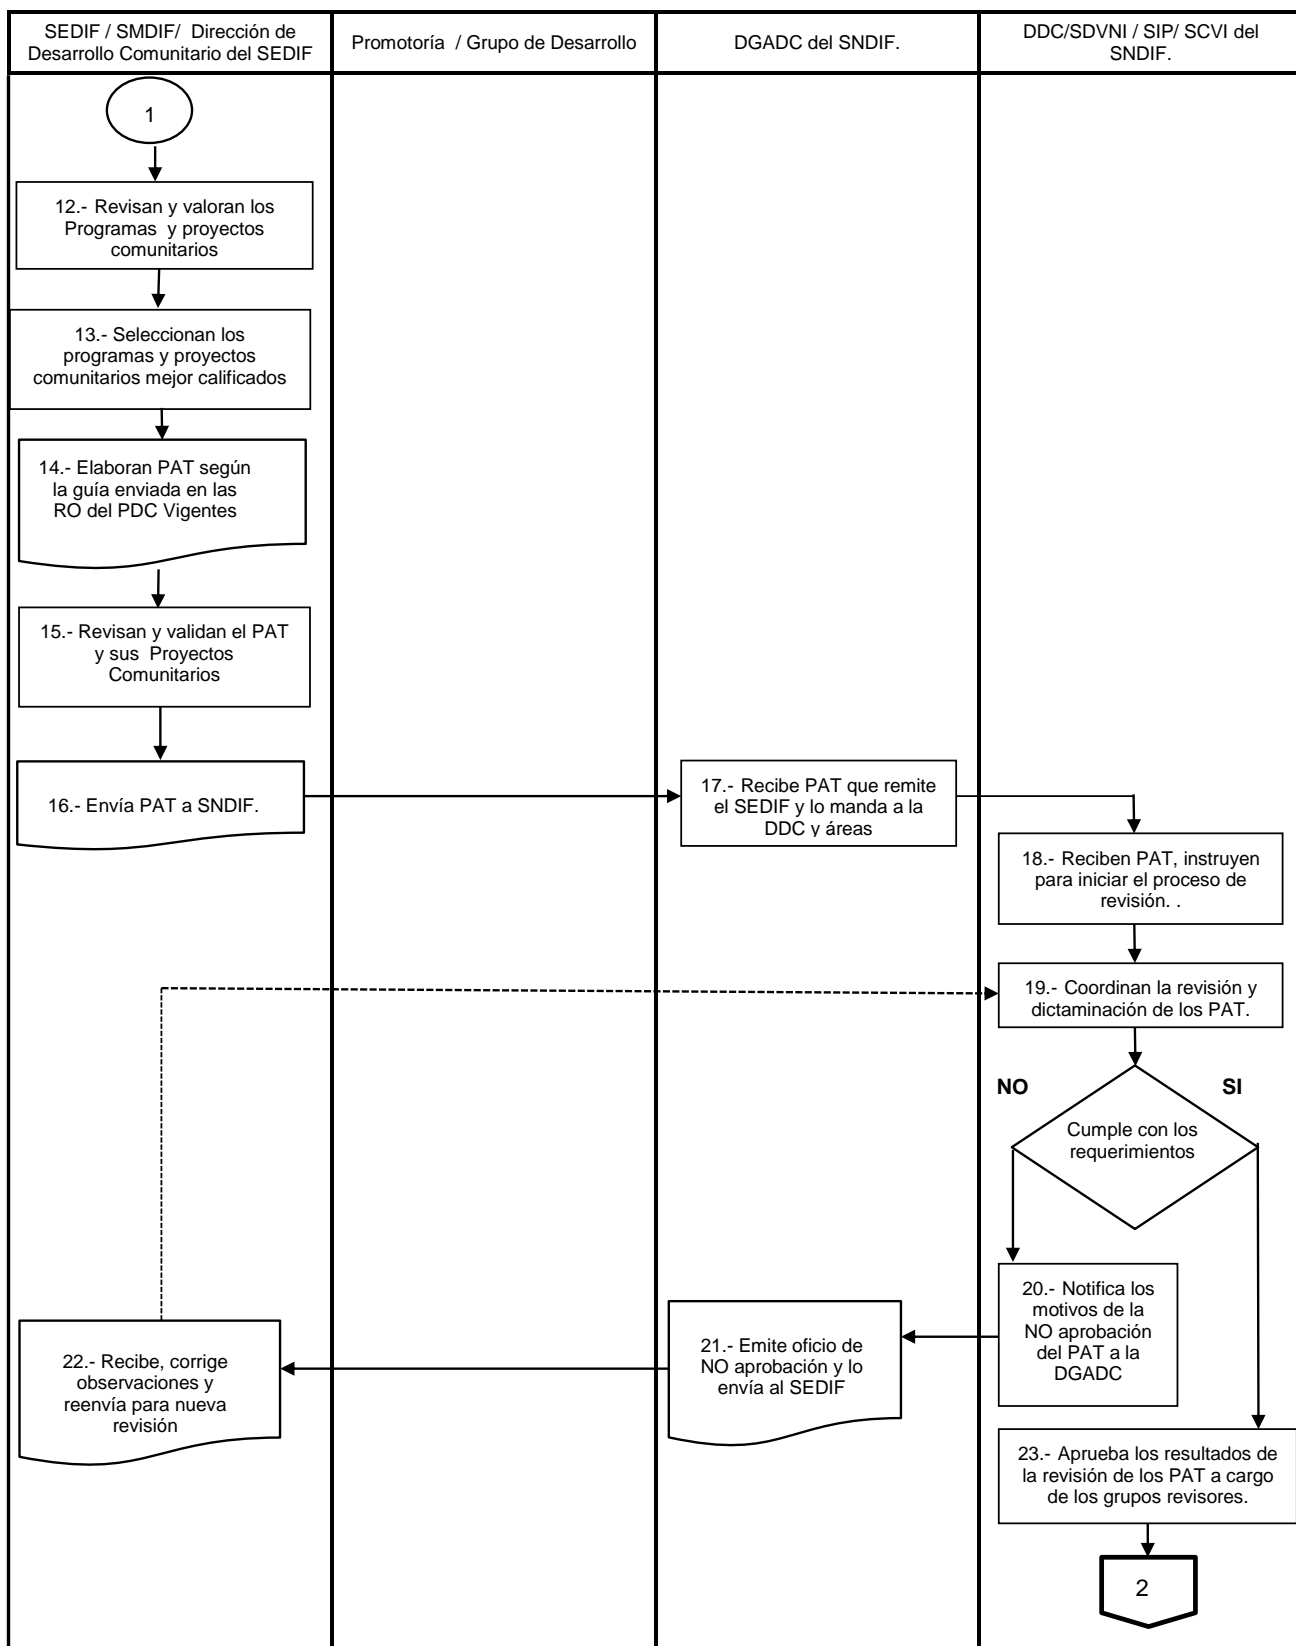 SEDIF / SMDIF/ Dirección de
Desarrollo Comunitario del SEDIF
Promotoría / Grupo de Desarrollo
DGADC del SNDIF.
DDC/SDVNI / SIP/ SCVI del
SNDIF.
1
12.- Revisan y valoran los
Programas y proyectos
comunitarios
13.- Seleccionan los
programas y proyectos
comunitarios mejor calificados
14.- Elaboran PAT según
la guía enviada en las
RO del PDC Vigentes
15.- Revisan y validan el PAT
y sus Proyectos
Comunitarios
16.- Envía PAT a SNDIF.
17.- Recibe PAT que remite
el SEDIF y lo manda a la
DDC y áreas
18.- Reciben PAT, instruyen
para iniciar el proceso de
revisión. .
19.- Coordinan la revisión y
dictaminación de los PAT.
NO
SI
Cumple con los
requerimientos
20.- Notifica los
motivos de la
NO aprobación
del PAT a la
DGADC
21.- Emite oficio de
NO aprobación y lo
envía al SEDIF
22.- Recibe, corrige
observaciones y
reenvía para nueva
revisión
23.- Aprueba los resultados de
la revisión de los PAT a cargo
de los grupos revisores.
2